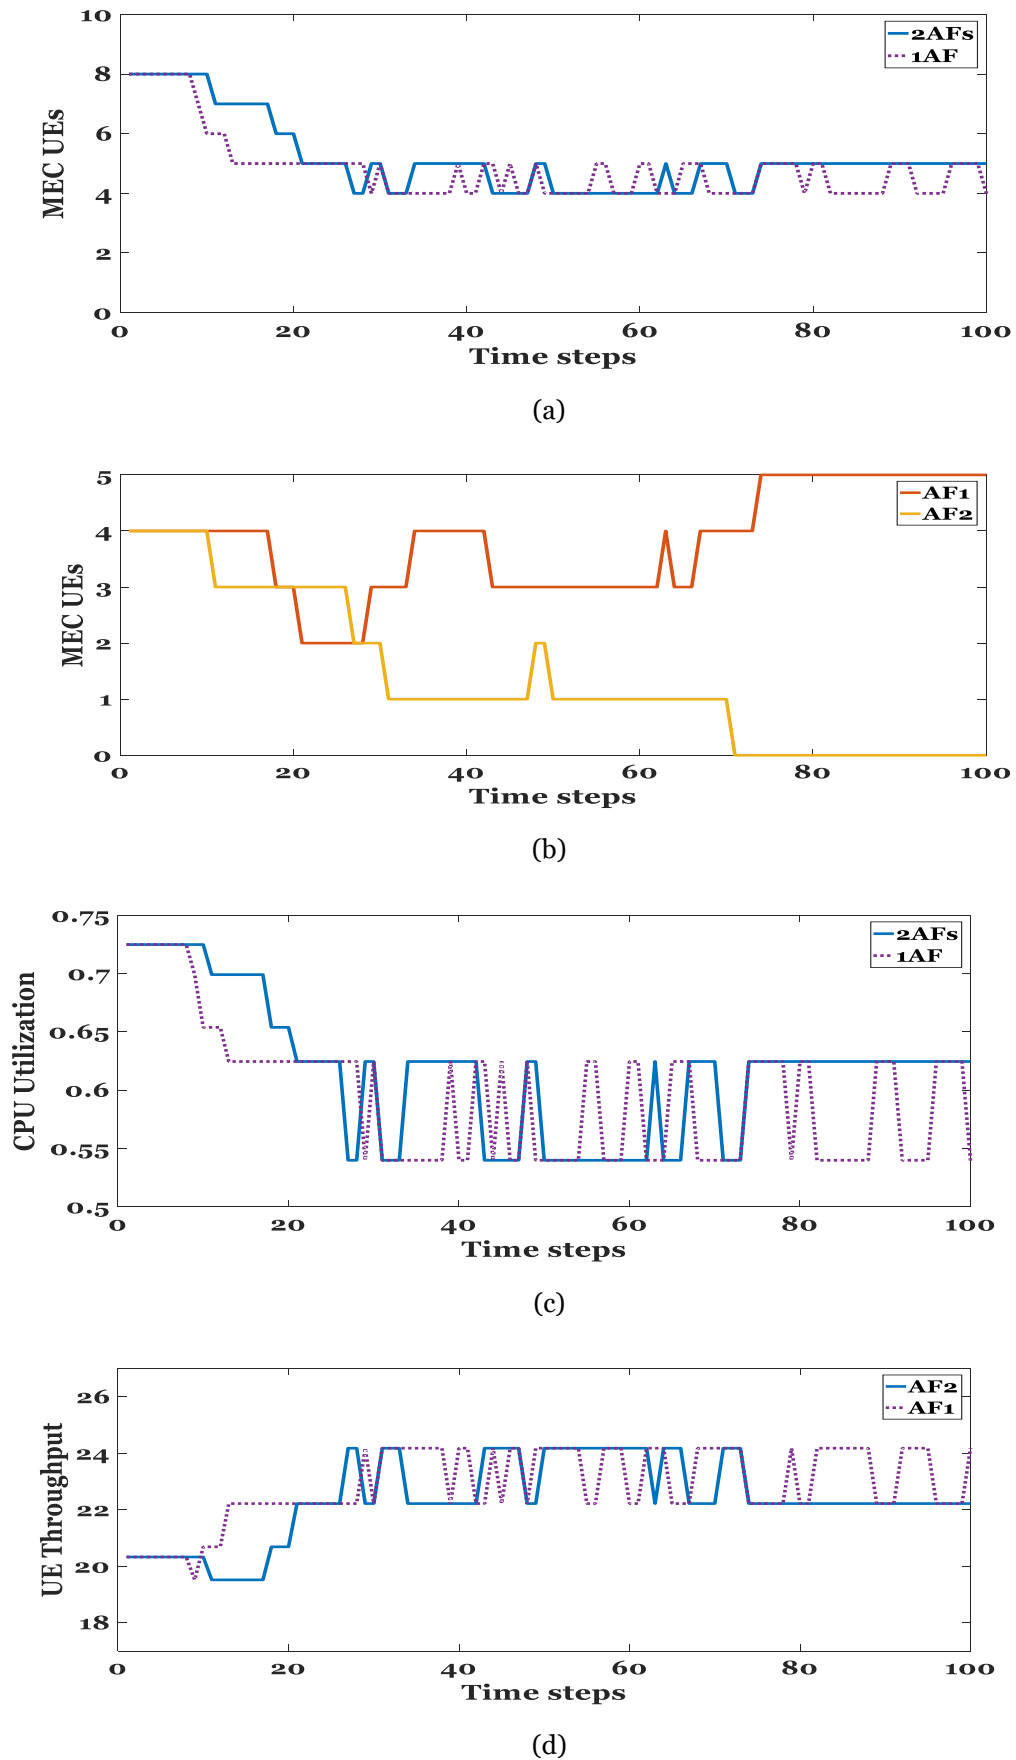 10
8
6
4
2
0
MEC UEs
2AFs
1AF
0 20 40 60 80 100
Time steps
(a)
5
4
3
2
1
0
MEC UEs
AF1
AF2
0 20 40 60 80 100
Time steps
(b)
0.75
0.7
0.65
0.6
0.55
0.5
CPU Utilization
2AFs
1AF
0 20 40 60 80 100
Time steps
(c)
26
24
22
20
18
UE Throughput
AF2
AF1
0 20 40 60 80 100
Time steps
(d)